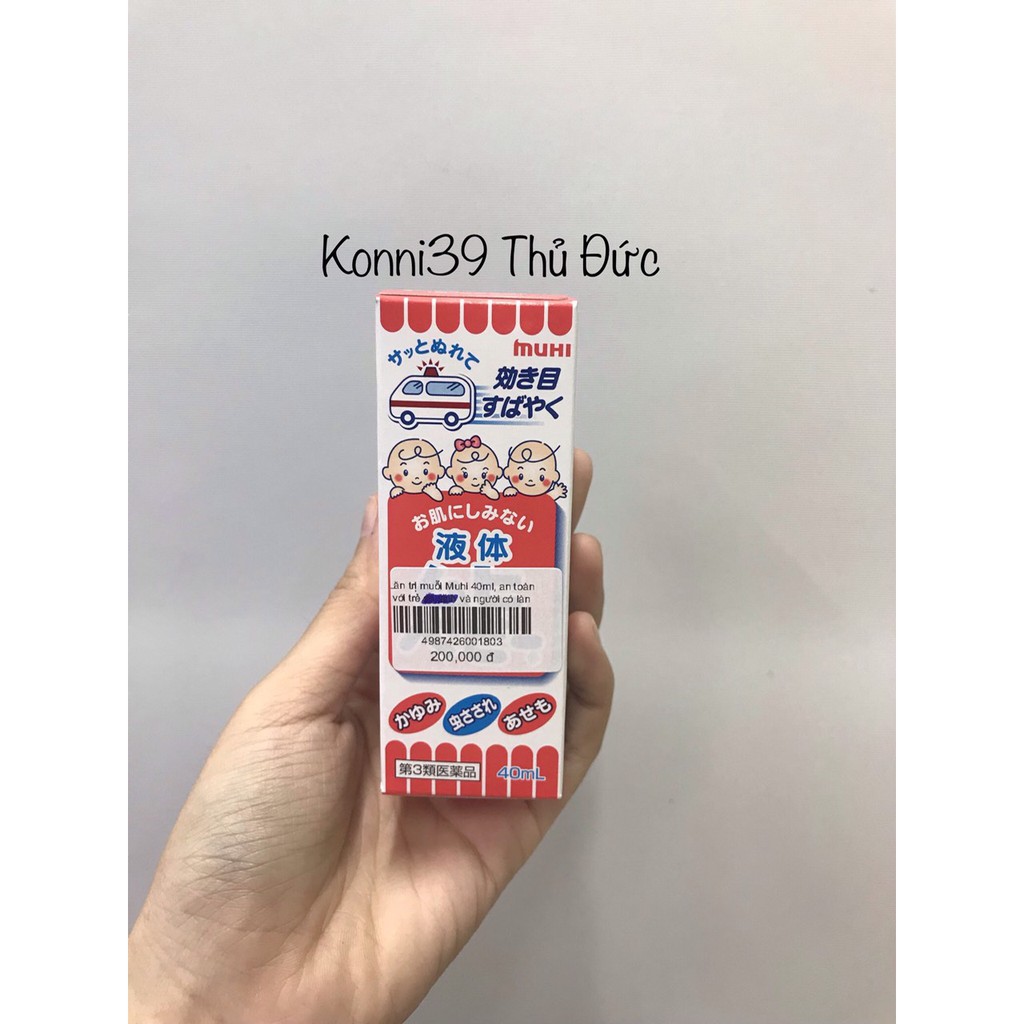 Konni39 Thủ Đức
MUHI
サッとぬれて
効き目
すばやく
お肌にしみない
液体
ăn trị muỗi Muhi 40ml, an toàn
với trẻ và người có làn
4987426001803
200,000 đ
かゆみ
虫さされ
あせも
第3類医薬品
40mL